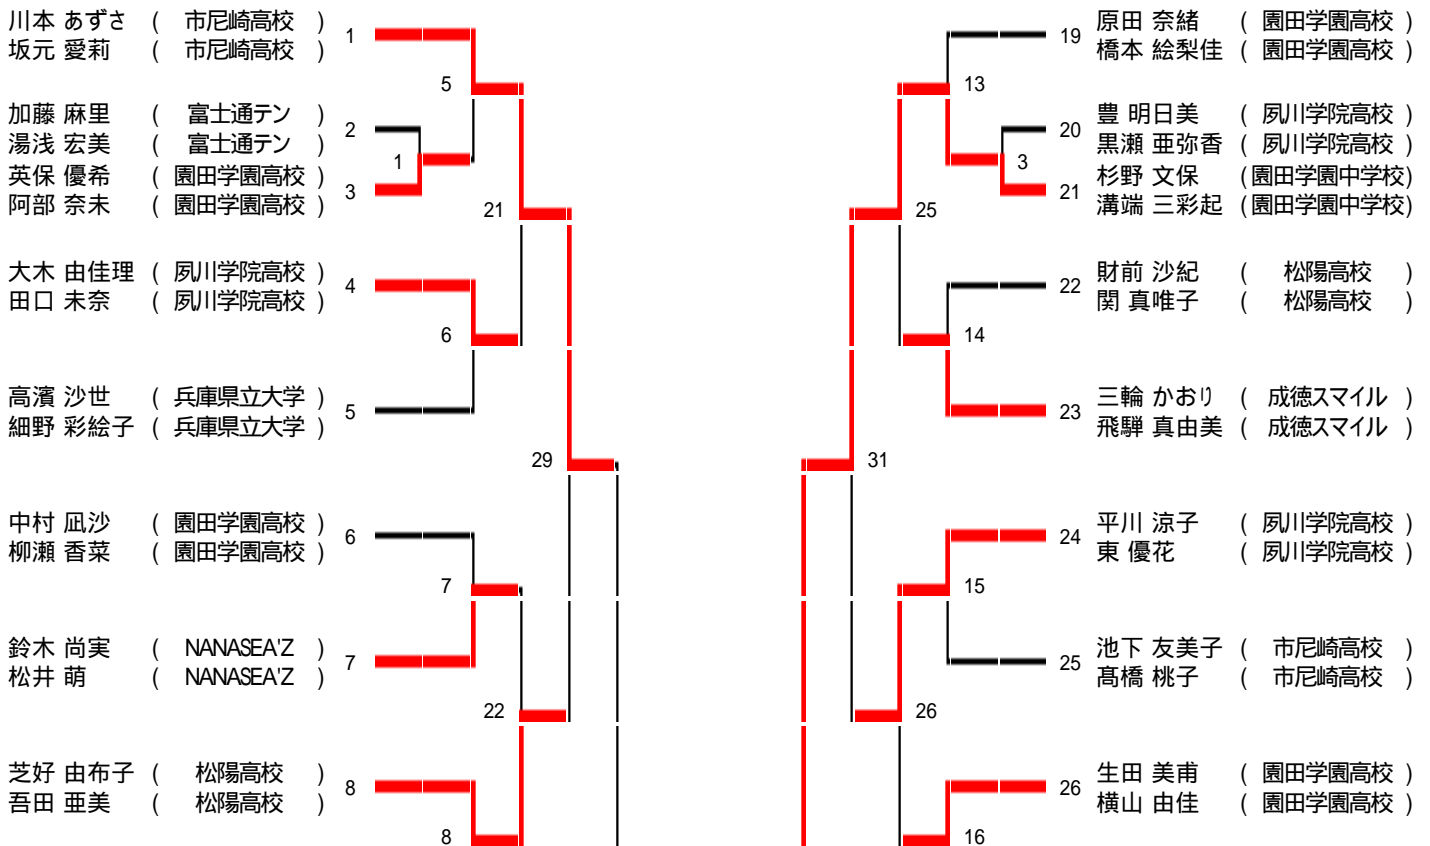 川本 あずさ ( 市尼崎高校 )
坂元 愛莉 ( 市尼崎高校 )
1
5
加藤 麻里 ( 富士通テン )
湯浅 宏美 ( 富士通テン )
2
1
英保 優希 ( 園田学園高校 )
阿部 奈未 ( 園田学園高校 )
3
21
大木 由佳理 ( 夙川学院高校 )
田口 未奈 ( 夙川学院高校 )
4
6
高濱 沙世 ( 兵庫県立大学 )
細野 彩絵子 ( 兵庫県立大学 )
5
29
中村 凪沙 ( 園田学園高校 )
柳瀬 香菜 ( 園田学園高校 )
6
7
鈴木 尚実 ( NANASEA'Z )
松井 萌 ( NANASEA'Z )
7
22
芝好 由布子 ( 松陽高校 )
吾田 亜美 ( 松陽高校 )
8
8
19
原田 奈緒 ( 園田学園高校 )
橋本 絵梨佳 ( 園田学園高校 )
13
20
豊 明日美 ( 夙川学院高校 )
黒瀬 亜弥香 ( 夙川学院高校 )
3
21
杉野 文保 (園田学園中学校)
溝端 三彩起 (園田学園中学校)
25
22
財前 沙紀 ( 松陽高校 )
関 真唯子 ( 松陽高校 )
14
23
三輪 かおり ( 成徳スマイル )
飛騨 真由美 ( 成徳スマイル )
31
24
平川 涼子 ( 夙川学院高校 )
東 優花 ( 夙川学院高校 )
15
25
池下 友美子 ( 市尼崎高校 )
髙橋 桃子 ( 市尼崎高校 )
26
26
生田 美甫 ( 園田学園高校 )
横山 由佳 ( 園田学園高校 )
16